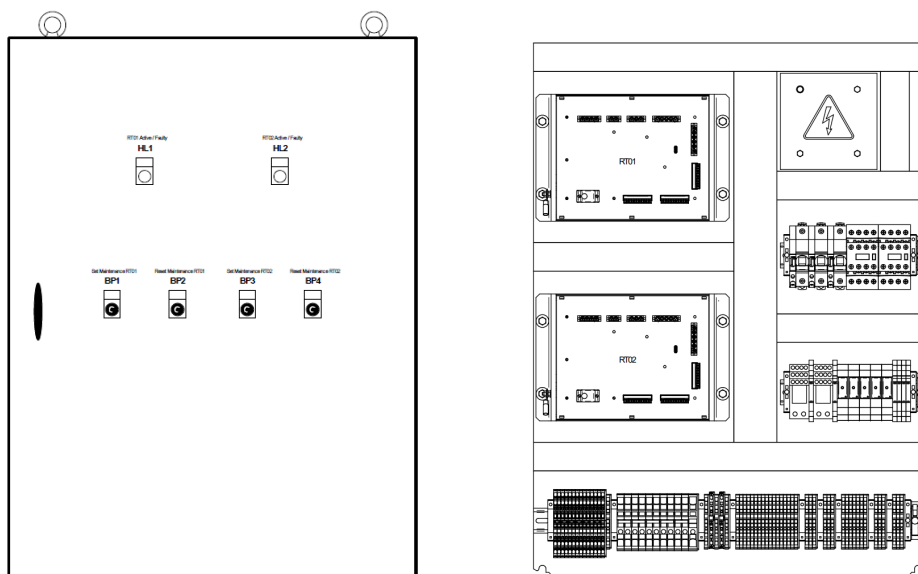 RT01 Active / Faulty
HL1
RT02 Active / Faulty
HL2
Set Maintenance RT01
BP1
Reset Maintenance RT01
BP2
Set Maintenance RT02
BP3
Reset Maintenance RT02
BP4
RT01
RT02